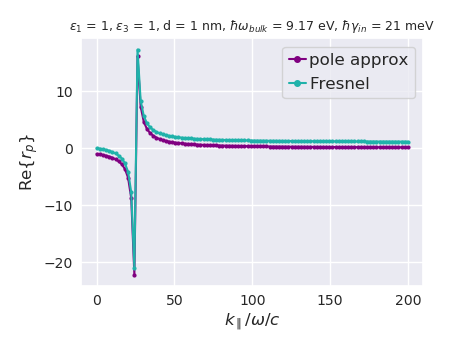 ε₁ = 1, ε₃ = 1, d = 1 nm, ℏω_bulk = 9.17 eV, ℏγ_in = 21 meV
pole approx
Fresnel
Re{r_p}
10
0
−10
−20
0
50
100
150
200
k_∥/ω/c